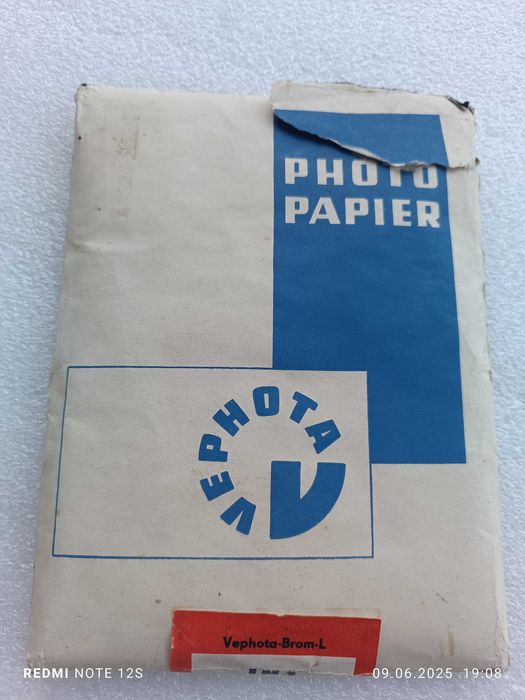 PHOTO
PAPIER
VEPHOTA
Vephota-Brom-L
REDMI NOTE 12S
09.06.2025 19:08